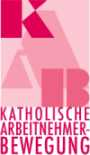 KAB
KATHOLISCHE
ARBEITNEHMER-
BEWEGUNG